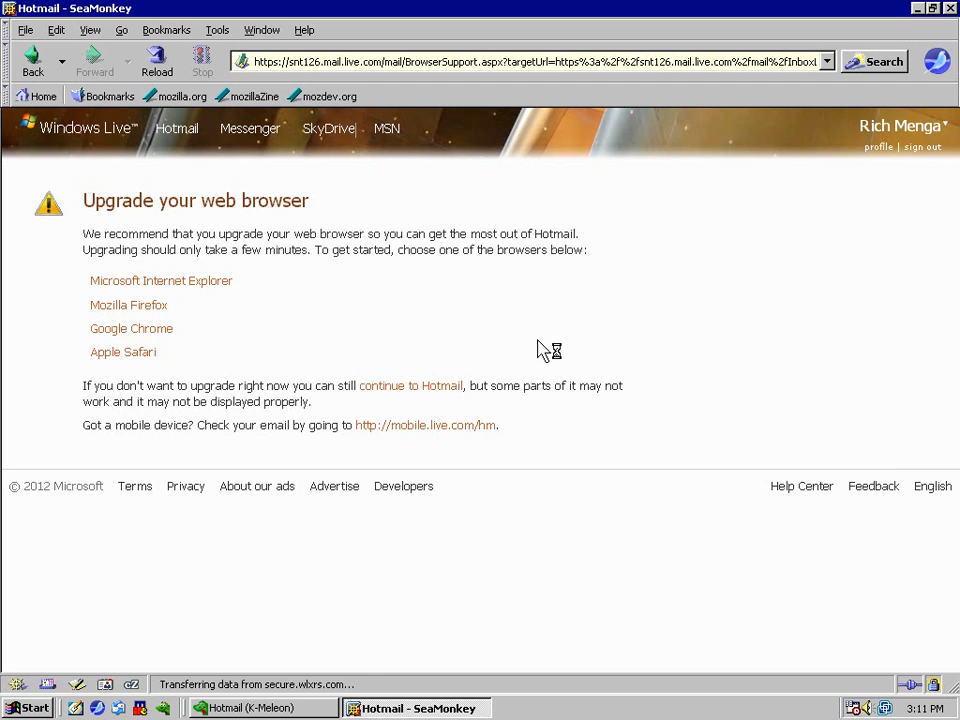 Hotmail - SeaMonkey
File Edit View Go Bookmarks Tools Window Help
Back Forward Reload Stop https://snt126.mail.live.com/mail/BrowserSupport.aspx?targetUrl=https%3a%2f%2fsnt126.mail.live.com%2fmail%2fInboxL Search
Home Bookmarks mozilla.org mozillaZine mozdev.org
Windows Live™ Hotmail Messenger SkyDrive MSN Rich Menga
profile | sign out
Upgrade your web browser
We recommend that you upgrade your web browser so you can get the most out of Hotmail.
Upgrading should only take a few minutes. To get started, choose one of the browsers below:
Microsoft Internet Explorer
Mozilla Firefox
Google Chrome
Apple Safari
If you don't want to upgrade right now you can still continue to Hotmail, but some parts of it may not
work and it may not be displayed properly.
Got a mobile device? Check your email by going to http://mobile.live.com/hm.
© 2012 Microsoft Terms Privacy About our ads Advertise Developers Help Center Feedback English
cZ Transferring data from secure.wlxrs.com...
Start Hotmail (K-Meleon) Hotmail - SeaMonkey 3:11 PM